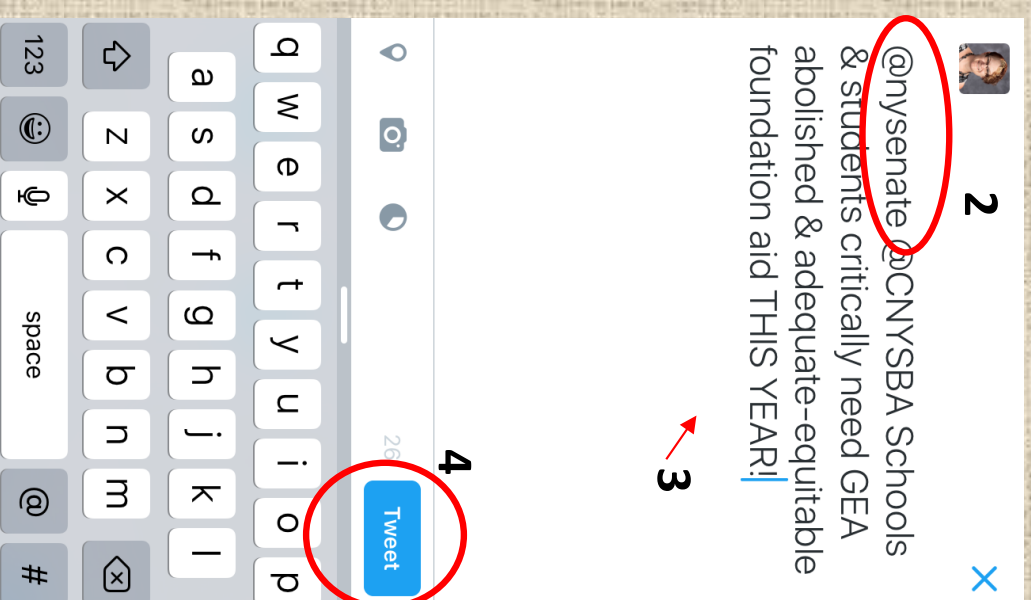 2
@nysenate @CNYSBA Schools
& students critically need GEA
abolished & adequate-equitable
foundation aid THIS YEAR!
3
4
26
Tweet
q w e r t y u i o p
a s d f g h j k l
z x c v b n m
123 space @ #